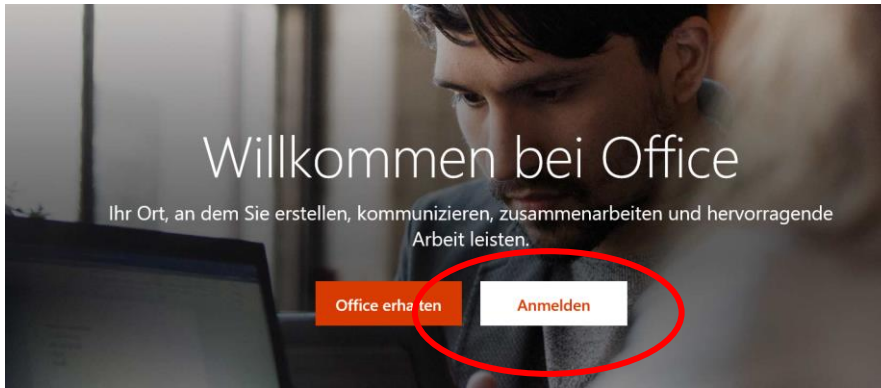 Willkommen bei Office
Ihr Ort, an dem Sie erstellen, kommunizieren, zusammenarbeiten und hervorragende
Arbeit leisten.
Office erhalten
Anmelden